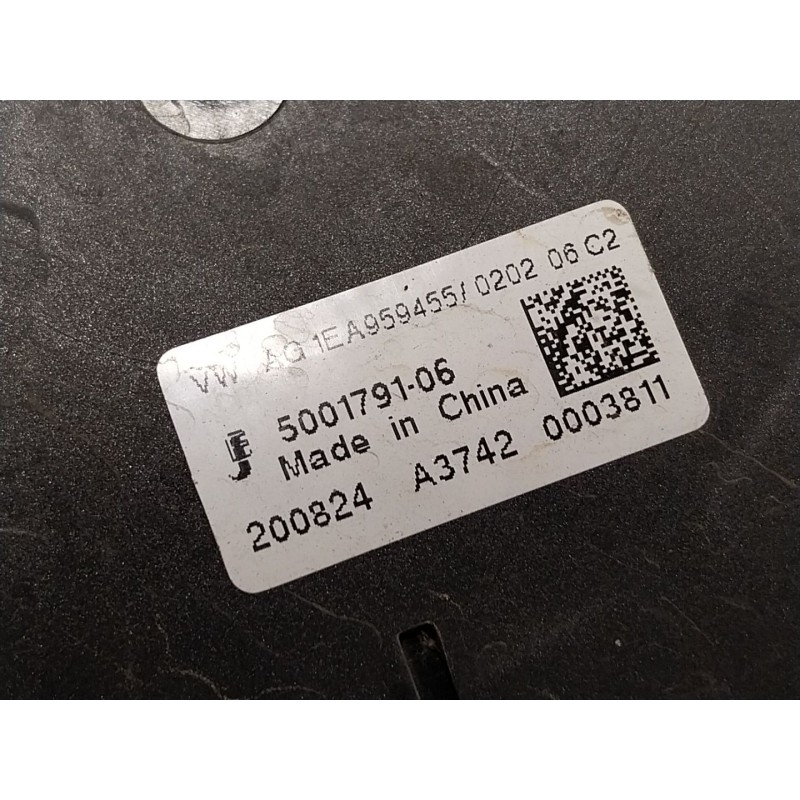 VW AG 1EA959455/ 0202 06 C2
5001791-06
Made in China
200824 A3742 0003811